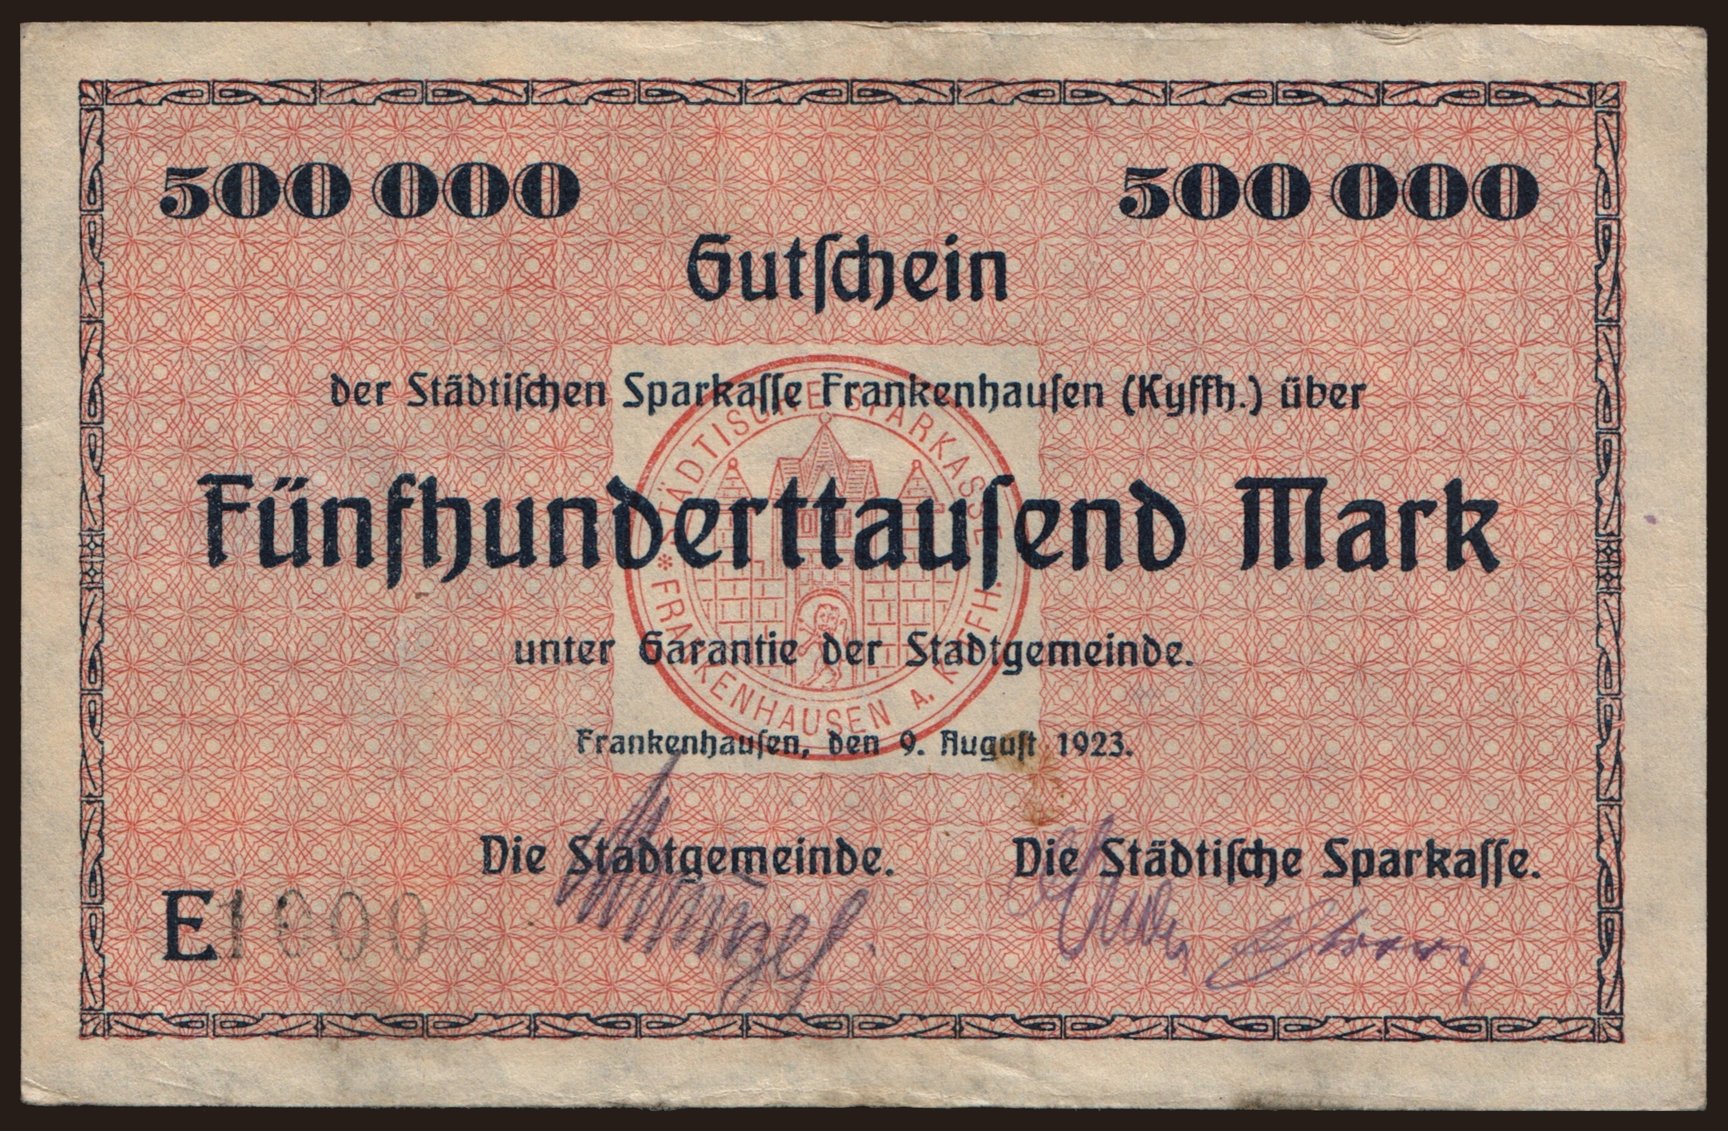 500 000 500 000
Gutſchein
der Städtiſchen Sparkaſſe Frankenhauſen (Kyffh.) über
Fünfhunderttauſend Mark
unter Garantie der Stadtgemeinde.
STÄDTISCHE SPARKASSE
* FRANKENHAUSEN A. KYFFH.
Frankenhauſen, den 9. Auguſt 1923.
Die Stadtgemeinde. Die Städtiſche Sparkaſſe.
E